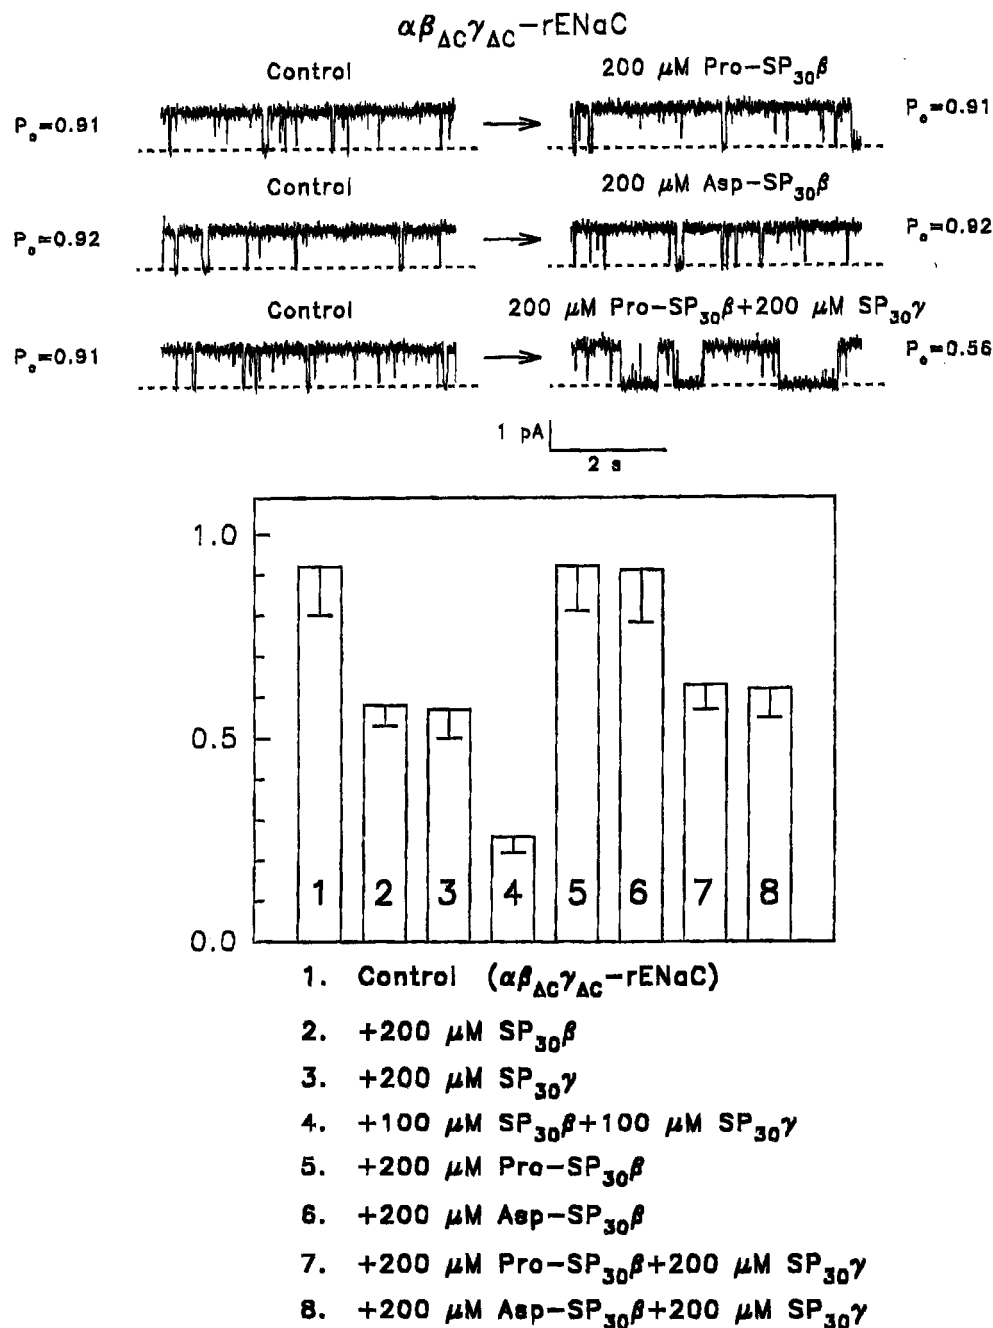 αβΔCγΔC−rENaC
Control
200 μM Pro−SP30β
Po=0.91
Po=0.91
Control
200 μM Asp−SP30β
Po=0.92
Po=0.92
Control
200 μM Pro−SP30β+200 μM SP30γ
Po=0.91
Po=0.56
1 pA
2 s
1.0
0.5
0.0
1 2 3 4 5 6 7 8
1. Control (αβΔCγΔC−rENaC)
2. +200 μM SP30β
3. +200 μM SP30γ
4. +100 μM SP30β+100 μM SP30γ
5. +200 μM Pro−SP30β
6. +200 μM Asp−SP30β
7. +200 μM Pro−SP30β+200 μM SP30γ
8. +200 μM Asp−SP30β+200 μM SP30γ